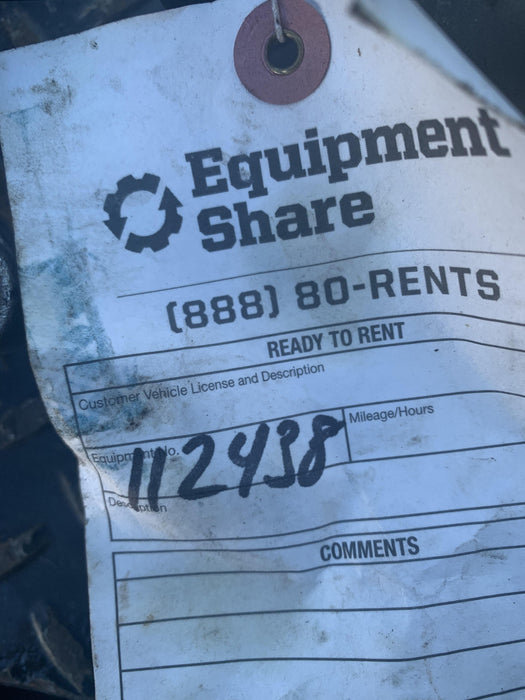 Equipment
Share
(888) 80-RENTS
READY TO RENT
Customer Vehicle License and Description
Equipment No.
Mileage/Hours
112438
Description
COMMENTS